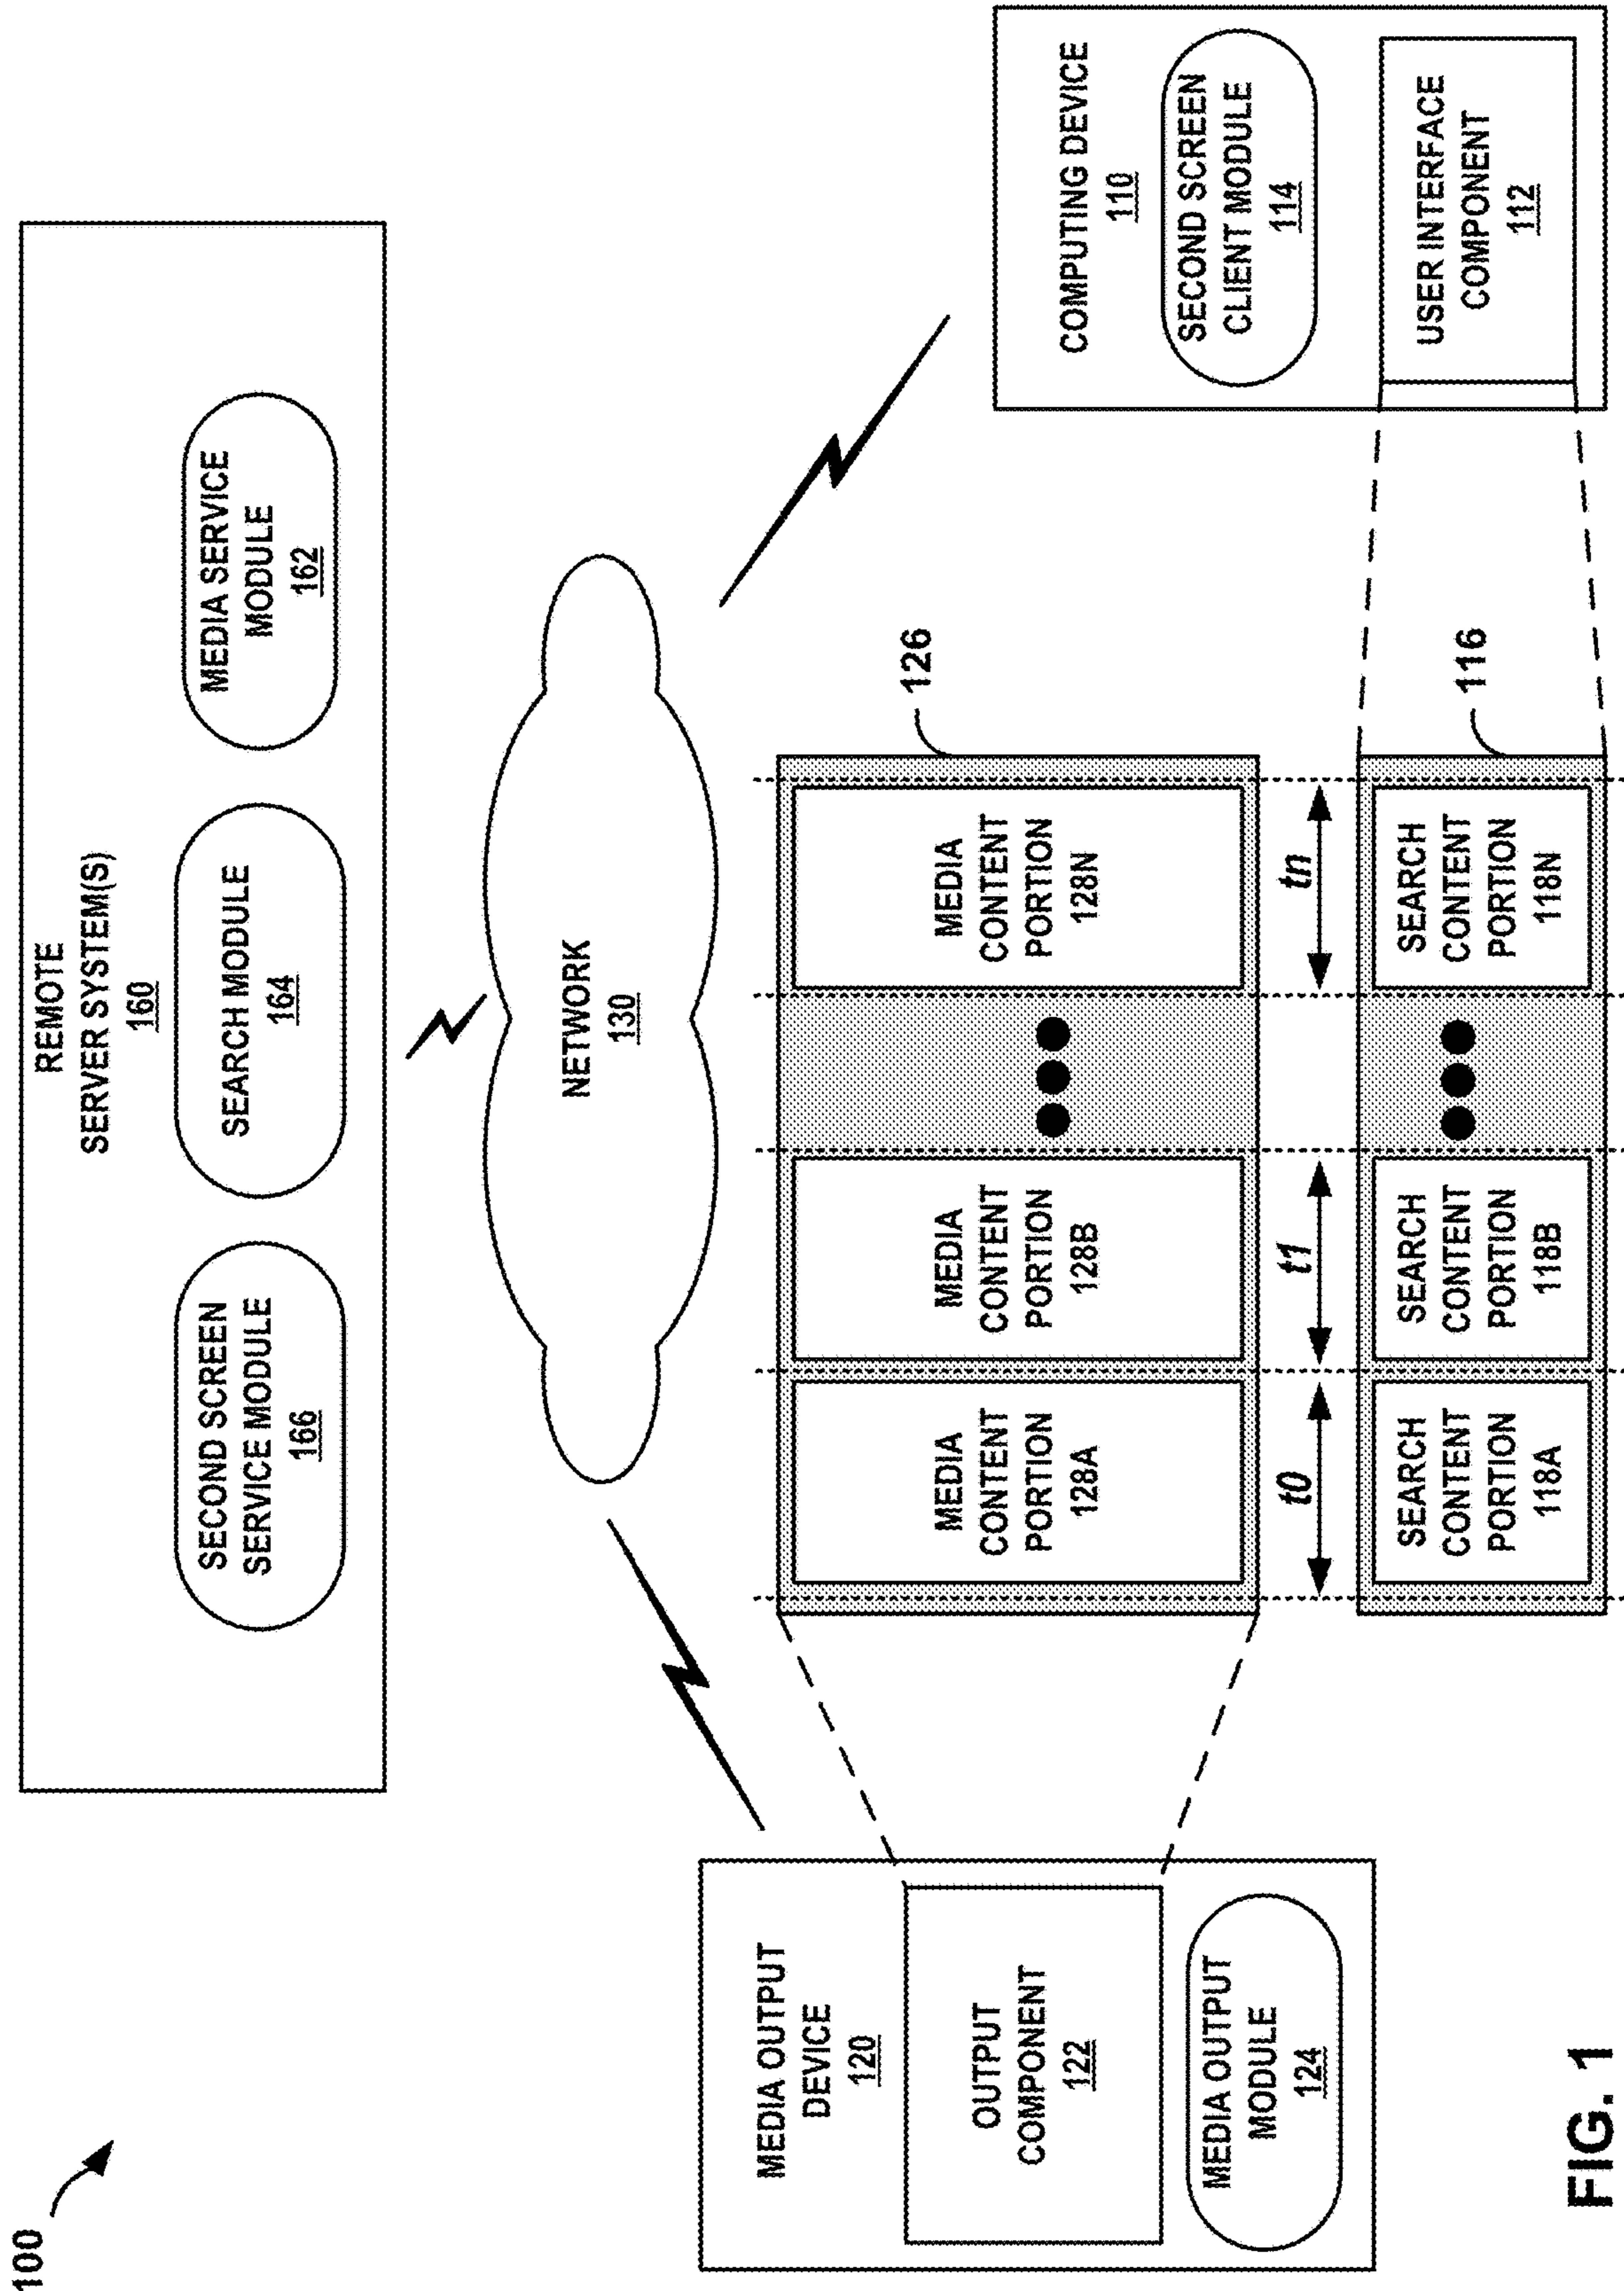 100
REMOTE
SERVER SYSTEM(S)
160
SECOND SCREEN
SERVICE MODULE
166
SEARCH MODULE
164
MEDIA SERVICE
MODULE
162
NETWORK
130
MEDIA OUTPUT
DEVICE
120
OUTPUT
COMPONENT
122
MEDIA OUTPUT
MODULE
124
126
MEDIA
CONTENT
PORTION
128A
MEDIA
CONTENT
PORTION
128B
MEDIA
CONTENT
PORTION
128N
t0
t1
tn
116
SEARCH
CONTENT
PORTION
118A
SEARCH
CONTENT
PORTION
118B
SEARCH
CONTENT
PORTION
118N
COMPUTING DEVICE
110
SECOND SCREEN
CLIENT MODULE
114
USER INTERFACE
COMPONENT
112
FIG. 1